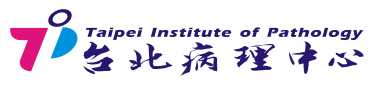 Taipei Institute of Pathology
台北病理中心